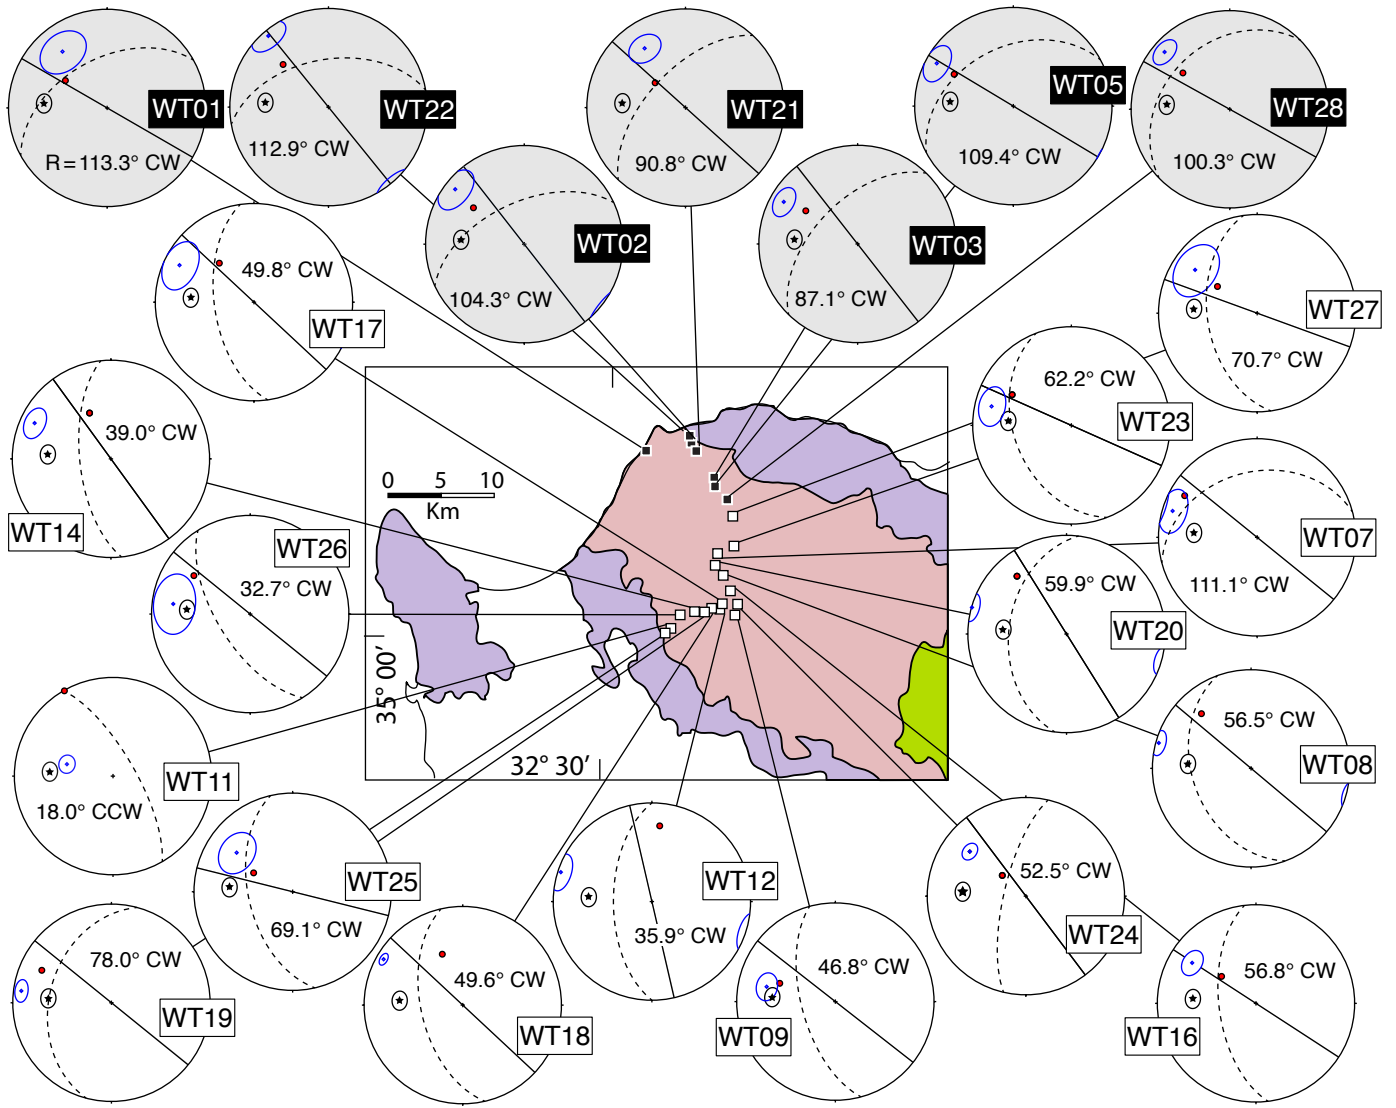 WT01
R = 113.3° CW
WT22
112.9° CW
WT21
90.8° CW
WT05
109.4° CW
WT28
100.3° CW
WT02
104.3° CW
WT03
87.1° CW
49.8° CW
WT17
WT27
70.7° CW
62.2° CW
WT23
39.0° CW
WT14
0 5 10
Km
WT07
111.1° CW
WT26
32.7° CW
59.9° CW
WT20
35° 00′
32° 30′
WT11
18.0° CCW
56.5° CW
WT08
WT25
69.1° CW
WT12
35.9° CW
52.5° CW
WT24
78.0° CW
WT19
49.6° CW
WT18
46.8° CW
WT09
56.8° CW
WT16